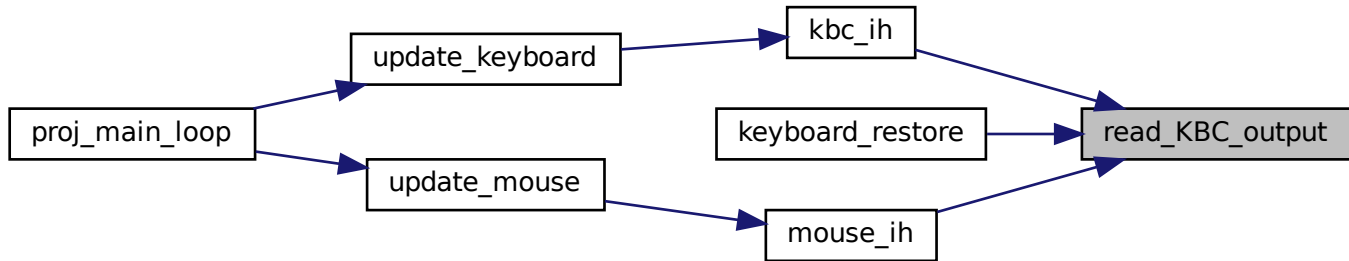 kbc_ih
update_keyboard
proj_main_loop
keyboard_restore
read_KBC_output
update_mouse
mouse_ih